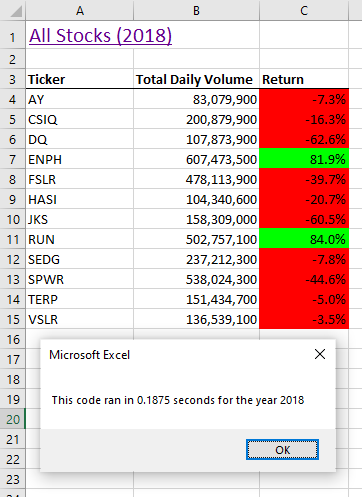 A B C
1 All Stocks (2018)
2
3 Ticker Total Daily Volume Return
4 AY 83,079,900 -7.3%
5 CSIQ 200,879,900 -16.3%
6 DQ 107,873,900 -62.6%
7 ENPH 607,473,500 81.9%
8 FSLR 478,113,900 -39.7%
9 HASI 104,340,600 -20.7%
10 JKS 158,309,000 -60.5%
11 RUN 502,757,100 84.0%
12 SEDG 237,212,300 -7.8%
13 SPWR 538,024,300 -44.6%
14 TERP 151,434,700 -5.0%
15 VSLR 136,539,100 -3.5%
16
17 Microsoft Excel
18
19 This code ran in 0.1875 seconds for the year 2018
20
21
22 OK
23